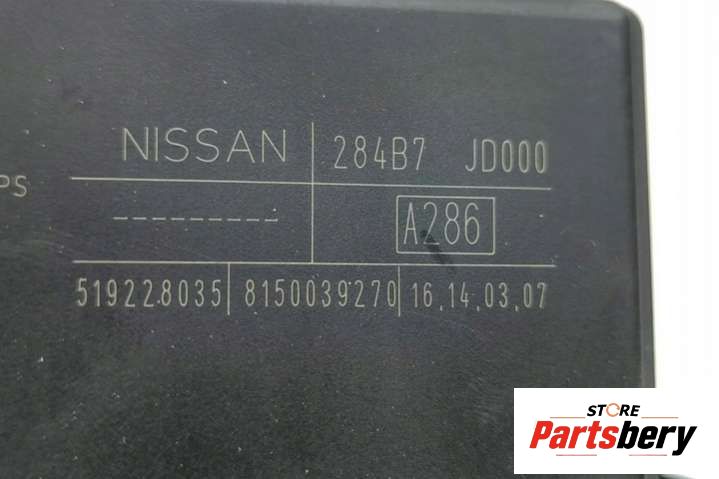 NISSAN 284B7 JD000
PS
--------- A286
519228035 8150039270 16.14.03.07
STORE
Partsbery